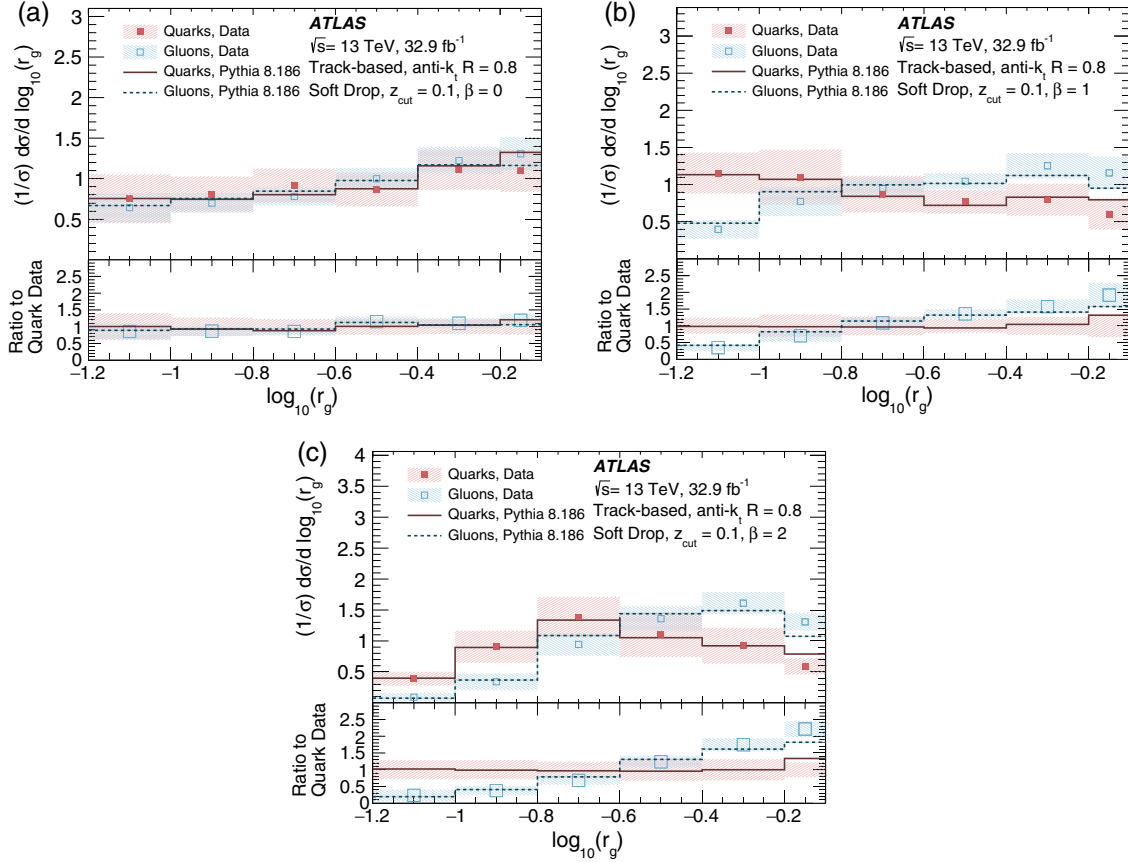 (a)
ATLAS
√s= 13 TeV, 32.9 fb⁻¹
Track-based, anti-kₜ R = 0.8
Soft Drop, z_cut = 0.1, β = 0
Quarks, Data
Gluons, Data
Quarks, Pythia 8.186
Gluons, Pythia 8.186
(1/σ) dσ/d log₁₀(r_g)
3
2.5
2
1.5
1
0.5
Ratio to
Quark Data
2.5
2
1.5
1
0.5
0
−1.2 −1 −0.8 −0.6 −0.4 −0.2
log₁₀(r_g)
(b)
ATLAS
√s= 13 TeV, 32.9 fb⁻¹
Track-based, anti-kₜ R = 0.8
Soft Drop, z_cut = 0.1, β = 1
Quarks, Data
Gluons, Data
Quarks, Pythia 8.186
Gluons, Pythia 8.186
(1/σ) dσ/d log₁₀(r_g)
3
2.5
2
1.5
1
0.5
Ratio to
Quark Data
2.5
2
1.5
1
0.5
0
−1.2 −1 −0.8 −0.6 −0.4 −0.2
log₁₀(r_g)
(c)
ATLAS
√s= 13 TeV, 32.9 fb⁻¹
Track-based, anti-kₜ R = 0.8
Soft Drop, z_cut = 0.1, β = 2
Quarks, Data
Gluons, Data
Quarks, Pythia 8.186
Gluons, Pythia 8.186
(1/σ) dσ/d log₁₀(r_g)
4
3.5
3
2.5
2
1.5
1
0.5
Ratio to
Quark Data
2.5
2
1.5
1
0.5
0
−1.2 −1 −0.8 −0.6 −0.4 −0.2
log₁₀(r_g)